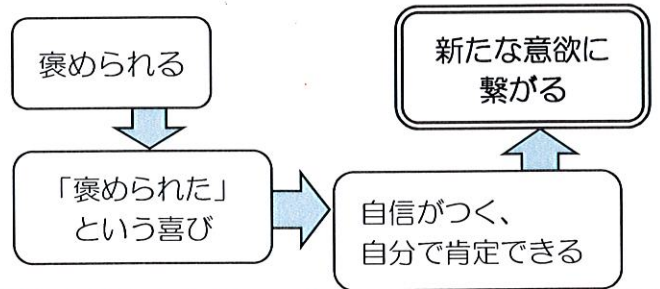 褒められる
「褒められた」
という喜び
自信がつく、
自分で肯定できる
新たな意欲に
繋がる